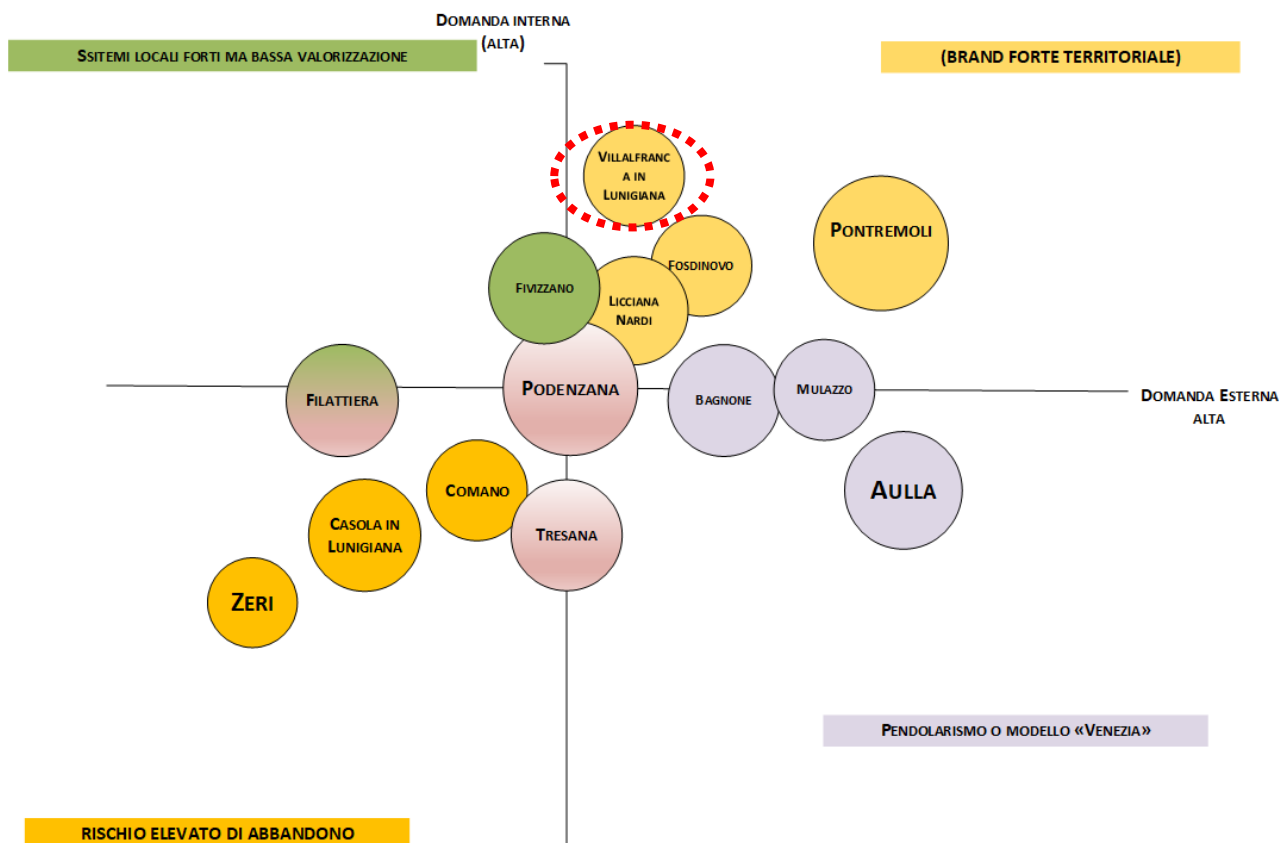 DOMANDA INTERNA
(ALTA)
SSITEMI LOCALI FORTI MA BASSA VALORIZZAZIONE
(BRAND FORTE TERRITORIALE)
VILLALFRANC
A IN
LUNIGIANA
PONTREMOLI
FOSDINOVO
FIVIZZANO
LICCIANA
NARDI
PODENZANA
FILATTIERA
BAGNONE
MULAZZO
DOMANDA ESTERNA
ALTA
COMANO
AULLA
CASOLA IN
LUNIGIANA
TRESANA
ZERI
PENDOLARISMO O MODELLO «VENEZIA»
RISCHIO ELEVATO DI ABBANDONO